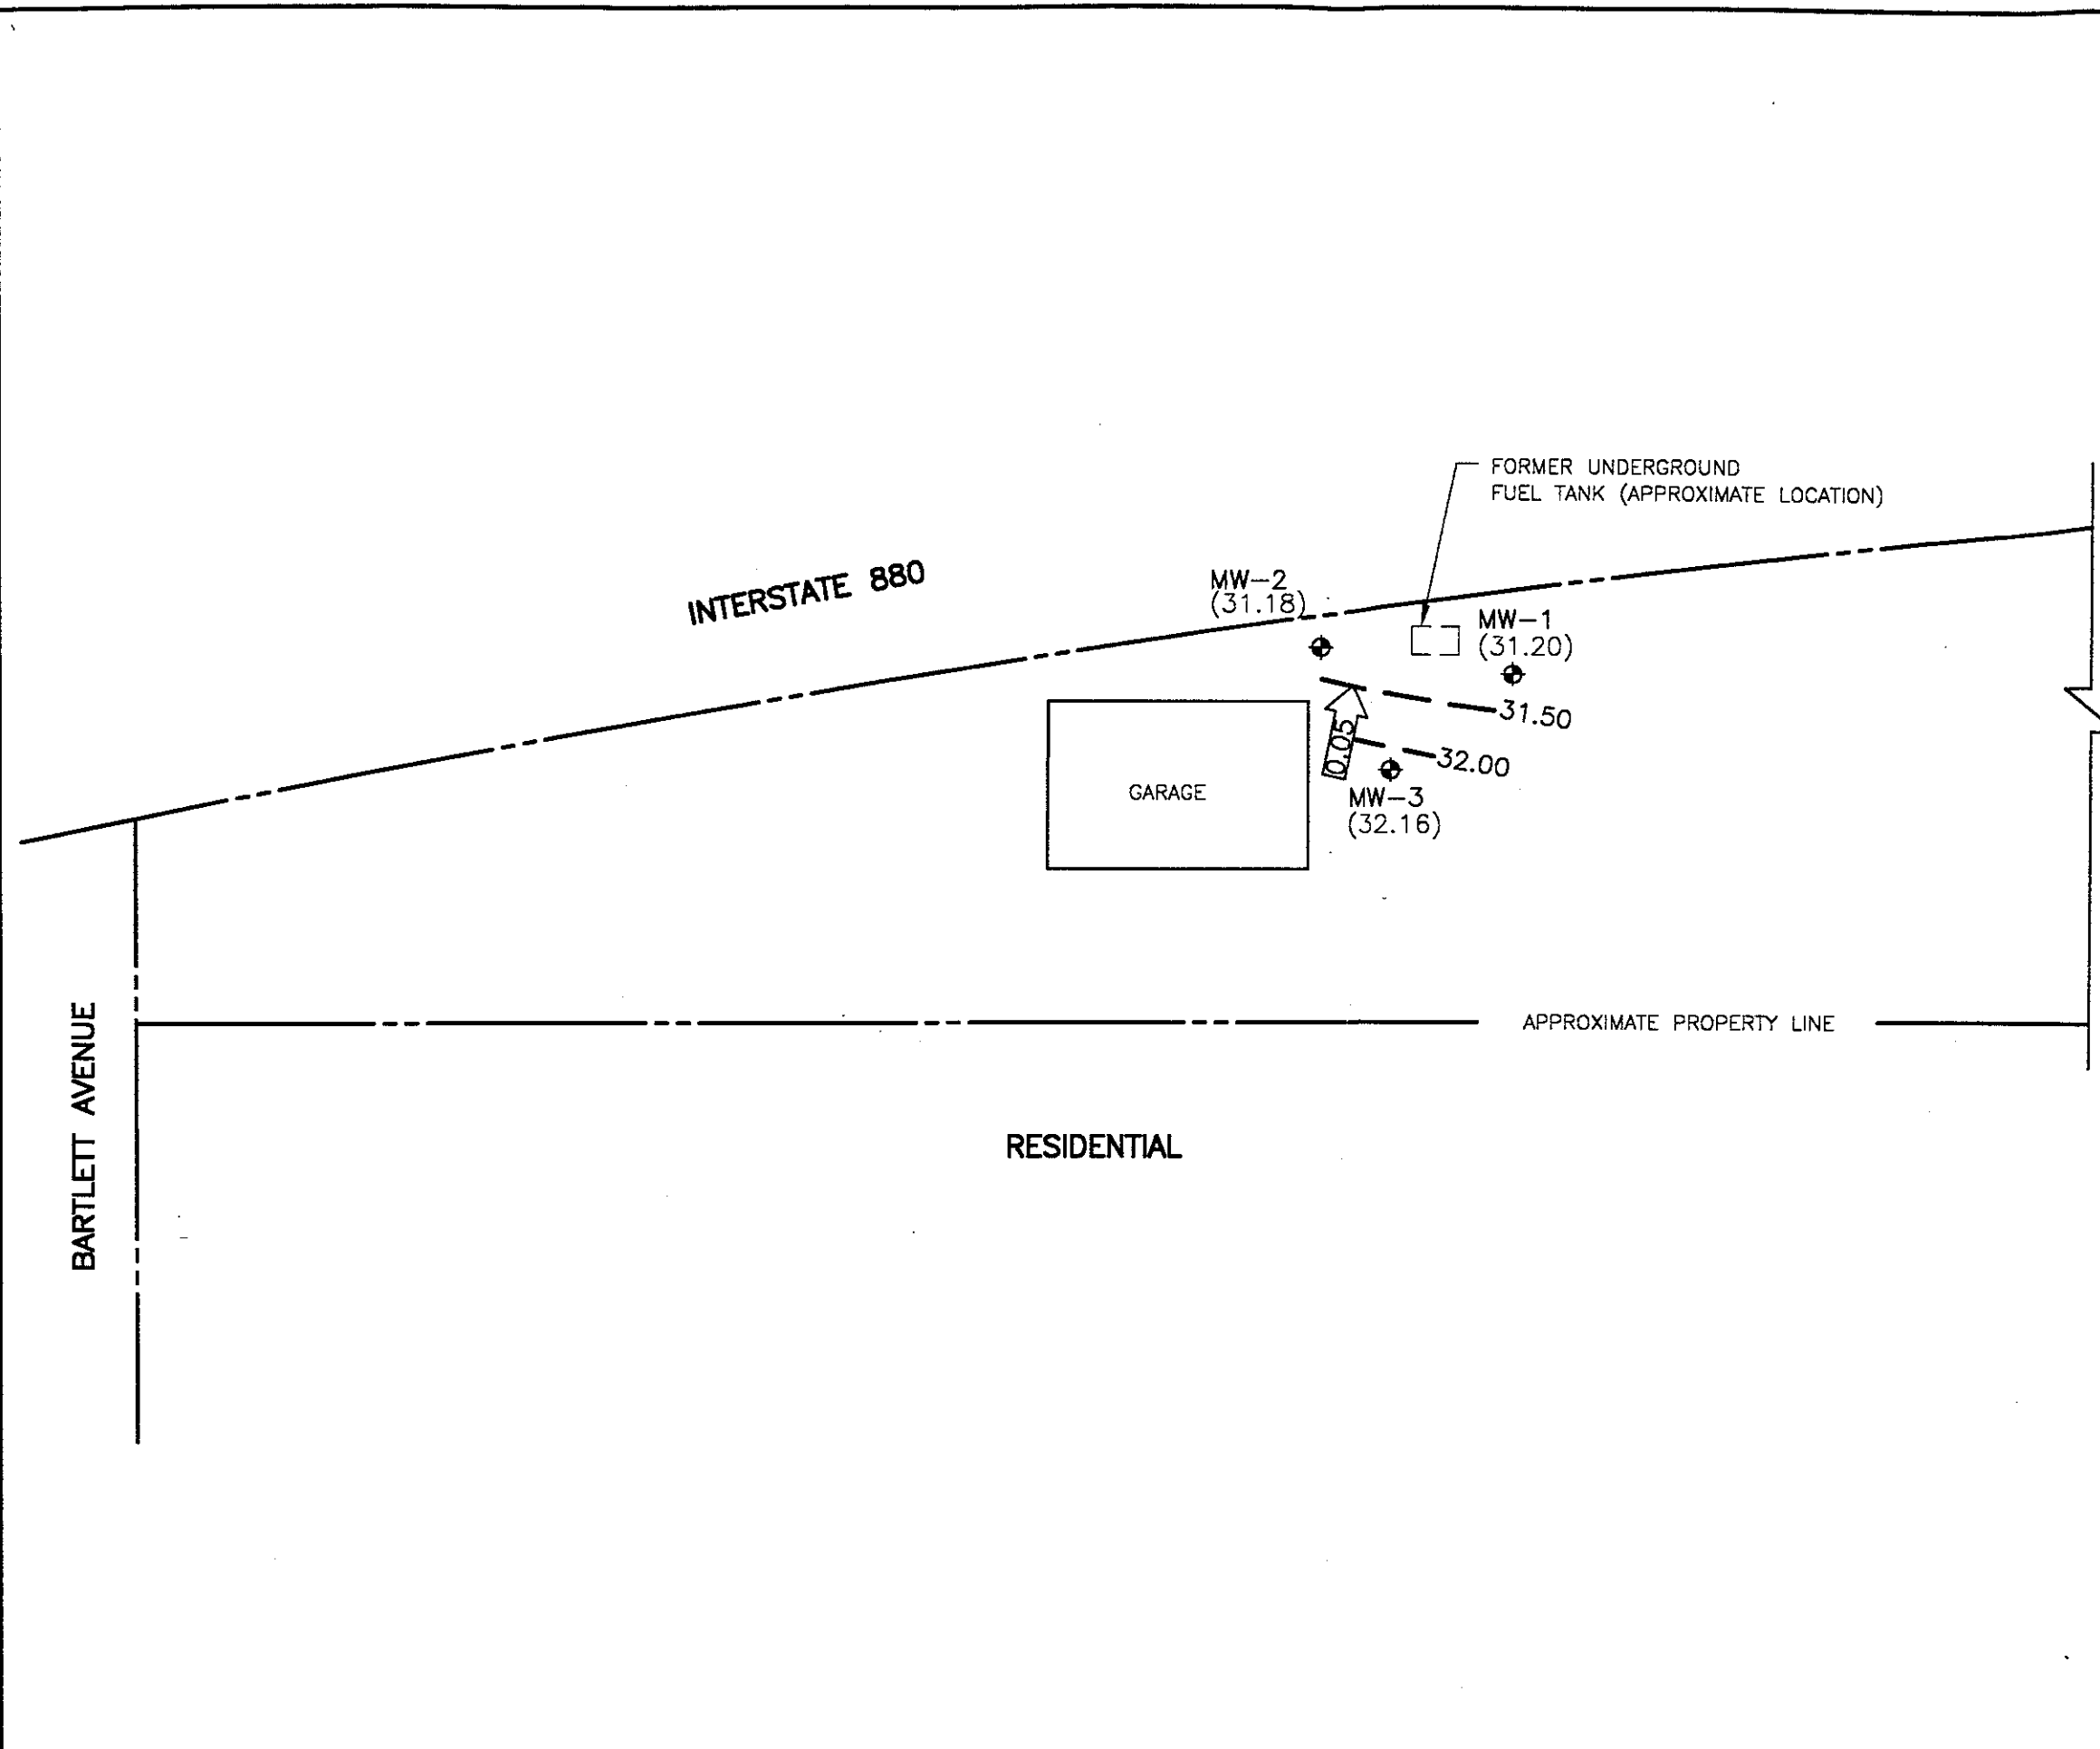 FORMER UNDERGROUND
FUEL TANK (APPROXIMATE LOCATION)
INTERSTATE 880
MW-2
(31.18)
MW-1
(31.20)
31.50
0.05
32.00
GARAGE
MW-3
(32.16)
APPROXIMATE PROPERTY LINE
BARTLETT AVENUE
RESIDENTIAL